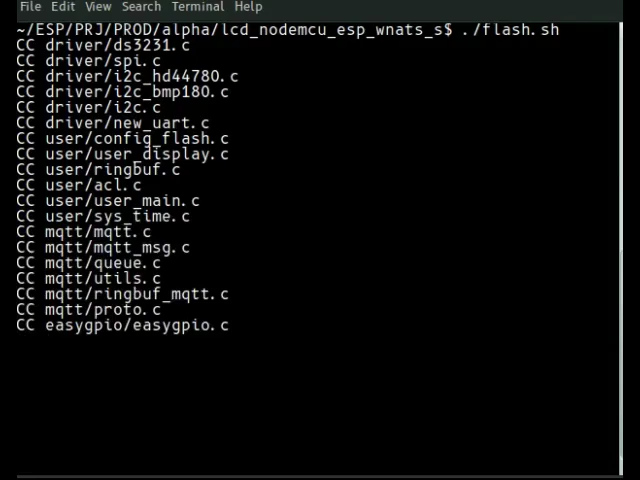 File Edit View Search Terminal Help
~/ESP/PRJ/PROD/alpha/lcd_nodemcu_esp_wnats_s$ ./flash.sh
CC driver/ds3231.c
CC driver/spi.c
CC driver/i2c_hd44780.c
CC driver/i2c_bmp180.c
CC driver/i2c.c
CC driver/new_uart.c
CC user/config_flash.c
CC user/user_display.c
CC user/ringbuf.c
CC user/acl.c
CC user/user_main.c
CC user/sys_time.c
CC mqtt/mqtt.c
CC mqtt/mqtt_msg.c
CC mqtt/queue.c
CC mqtt/utils.c
CC mqtt/ringbuf_mqtt.c
CC mqtt/proto.c
CC easygpio/easygpio.c